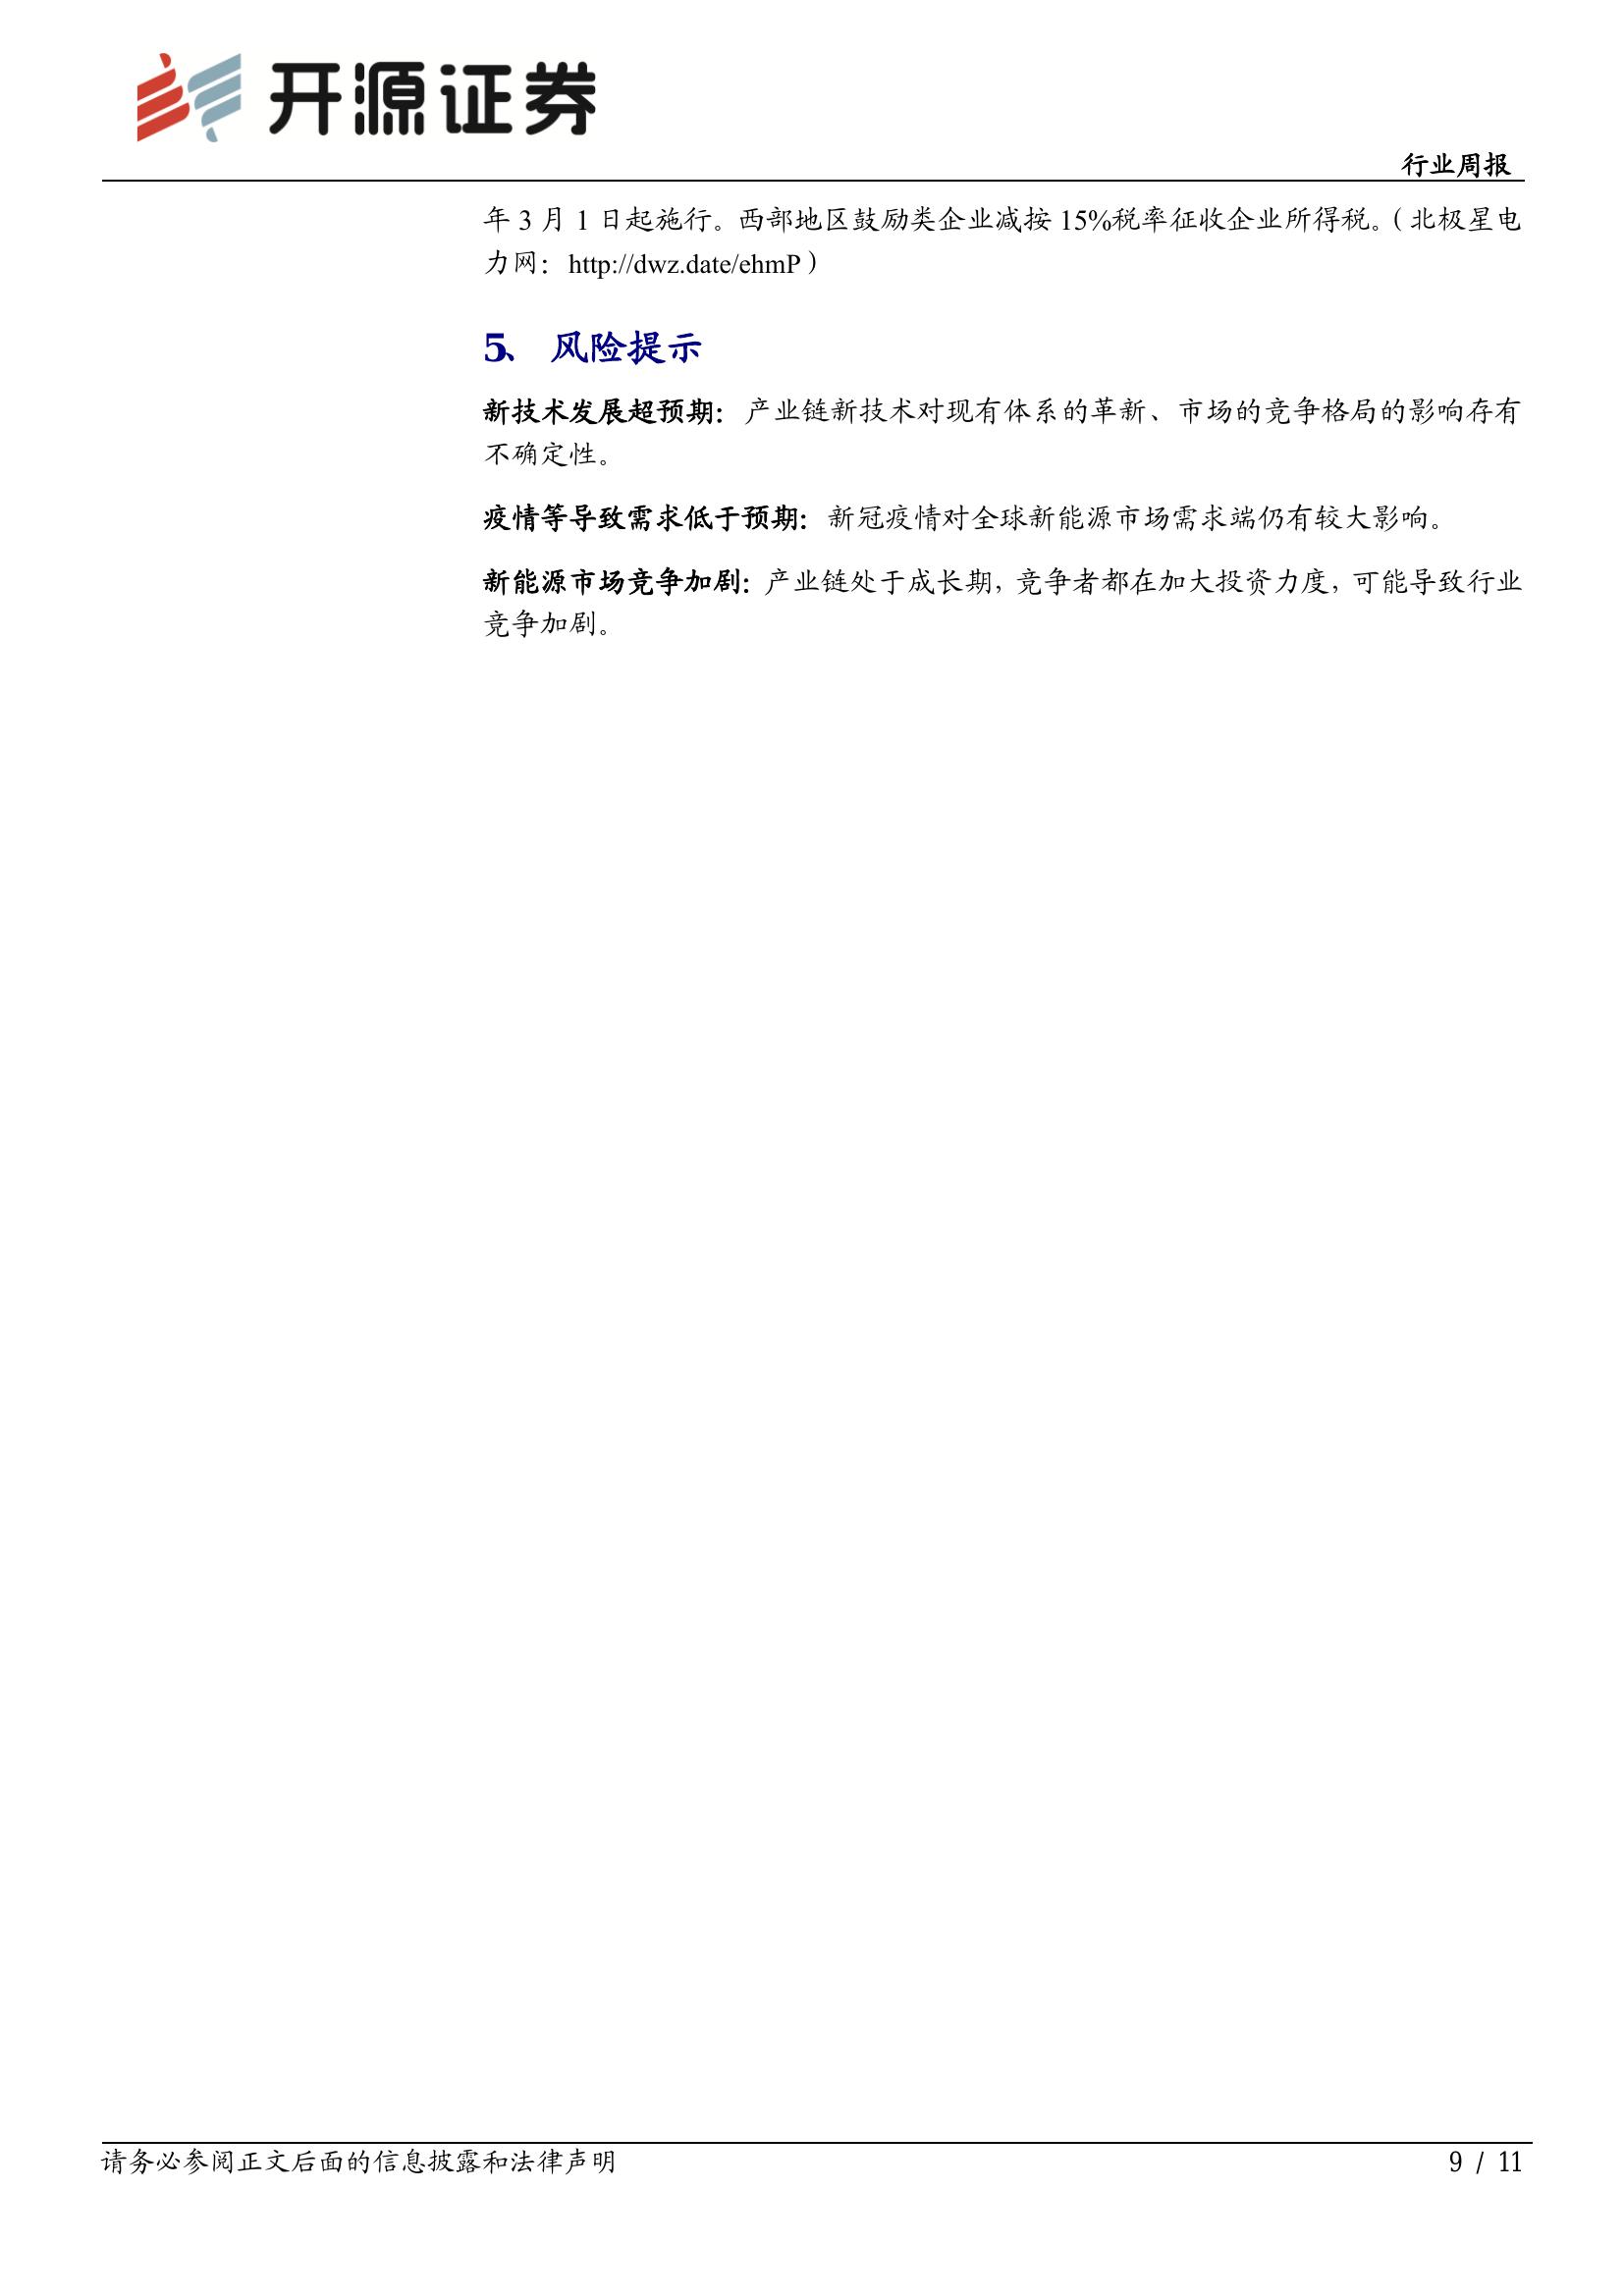 开源证券
行业周报
年 3 月 1 日起施行。西部地区鼓励类企业减按 15%税率征收企业所得税。（北极星电
力网：http://dwz.date/ehmP）
5、 风险提示
新技术发展超预期：产业链新技术对现有体系的革新、市场的竞争格局的影响存有
不确定性。
疫情等导致需求低于预期：新冠疫情对全球新能源市场需求端仍有较大影响。
新能源市场竞争加剧：产业链处于成长期，竞争者都在加大投资力度，可能导致行业
竞争加剧。
请务必参阅正文后面的信息披露和法律声明
9 / 11